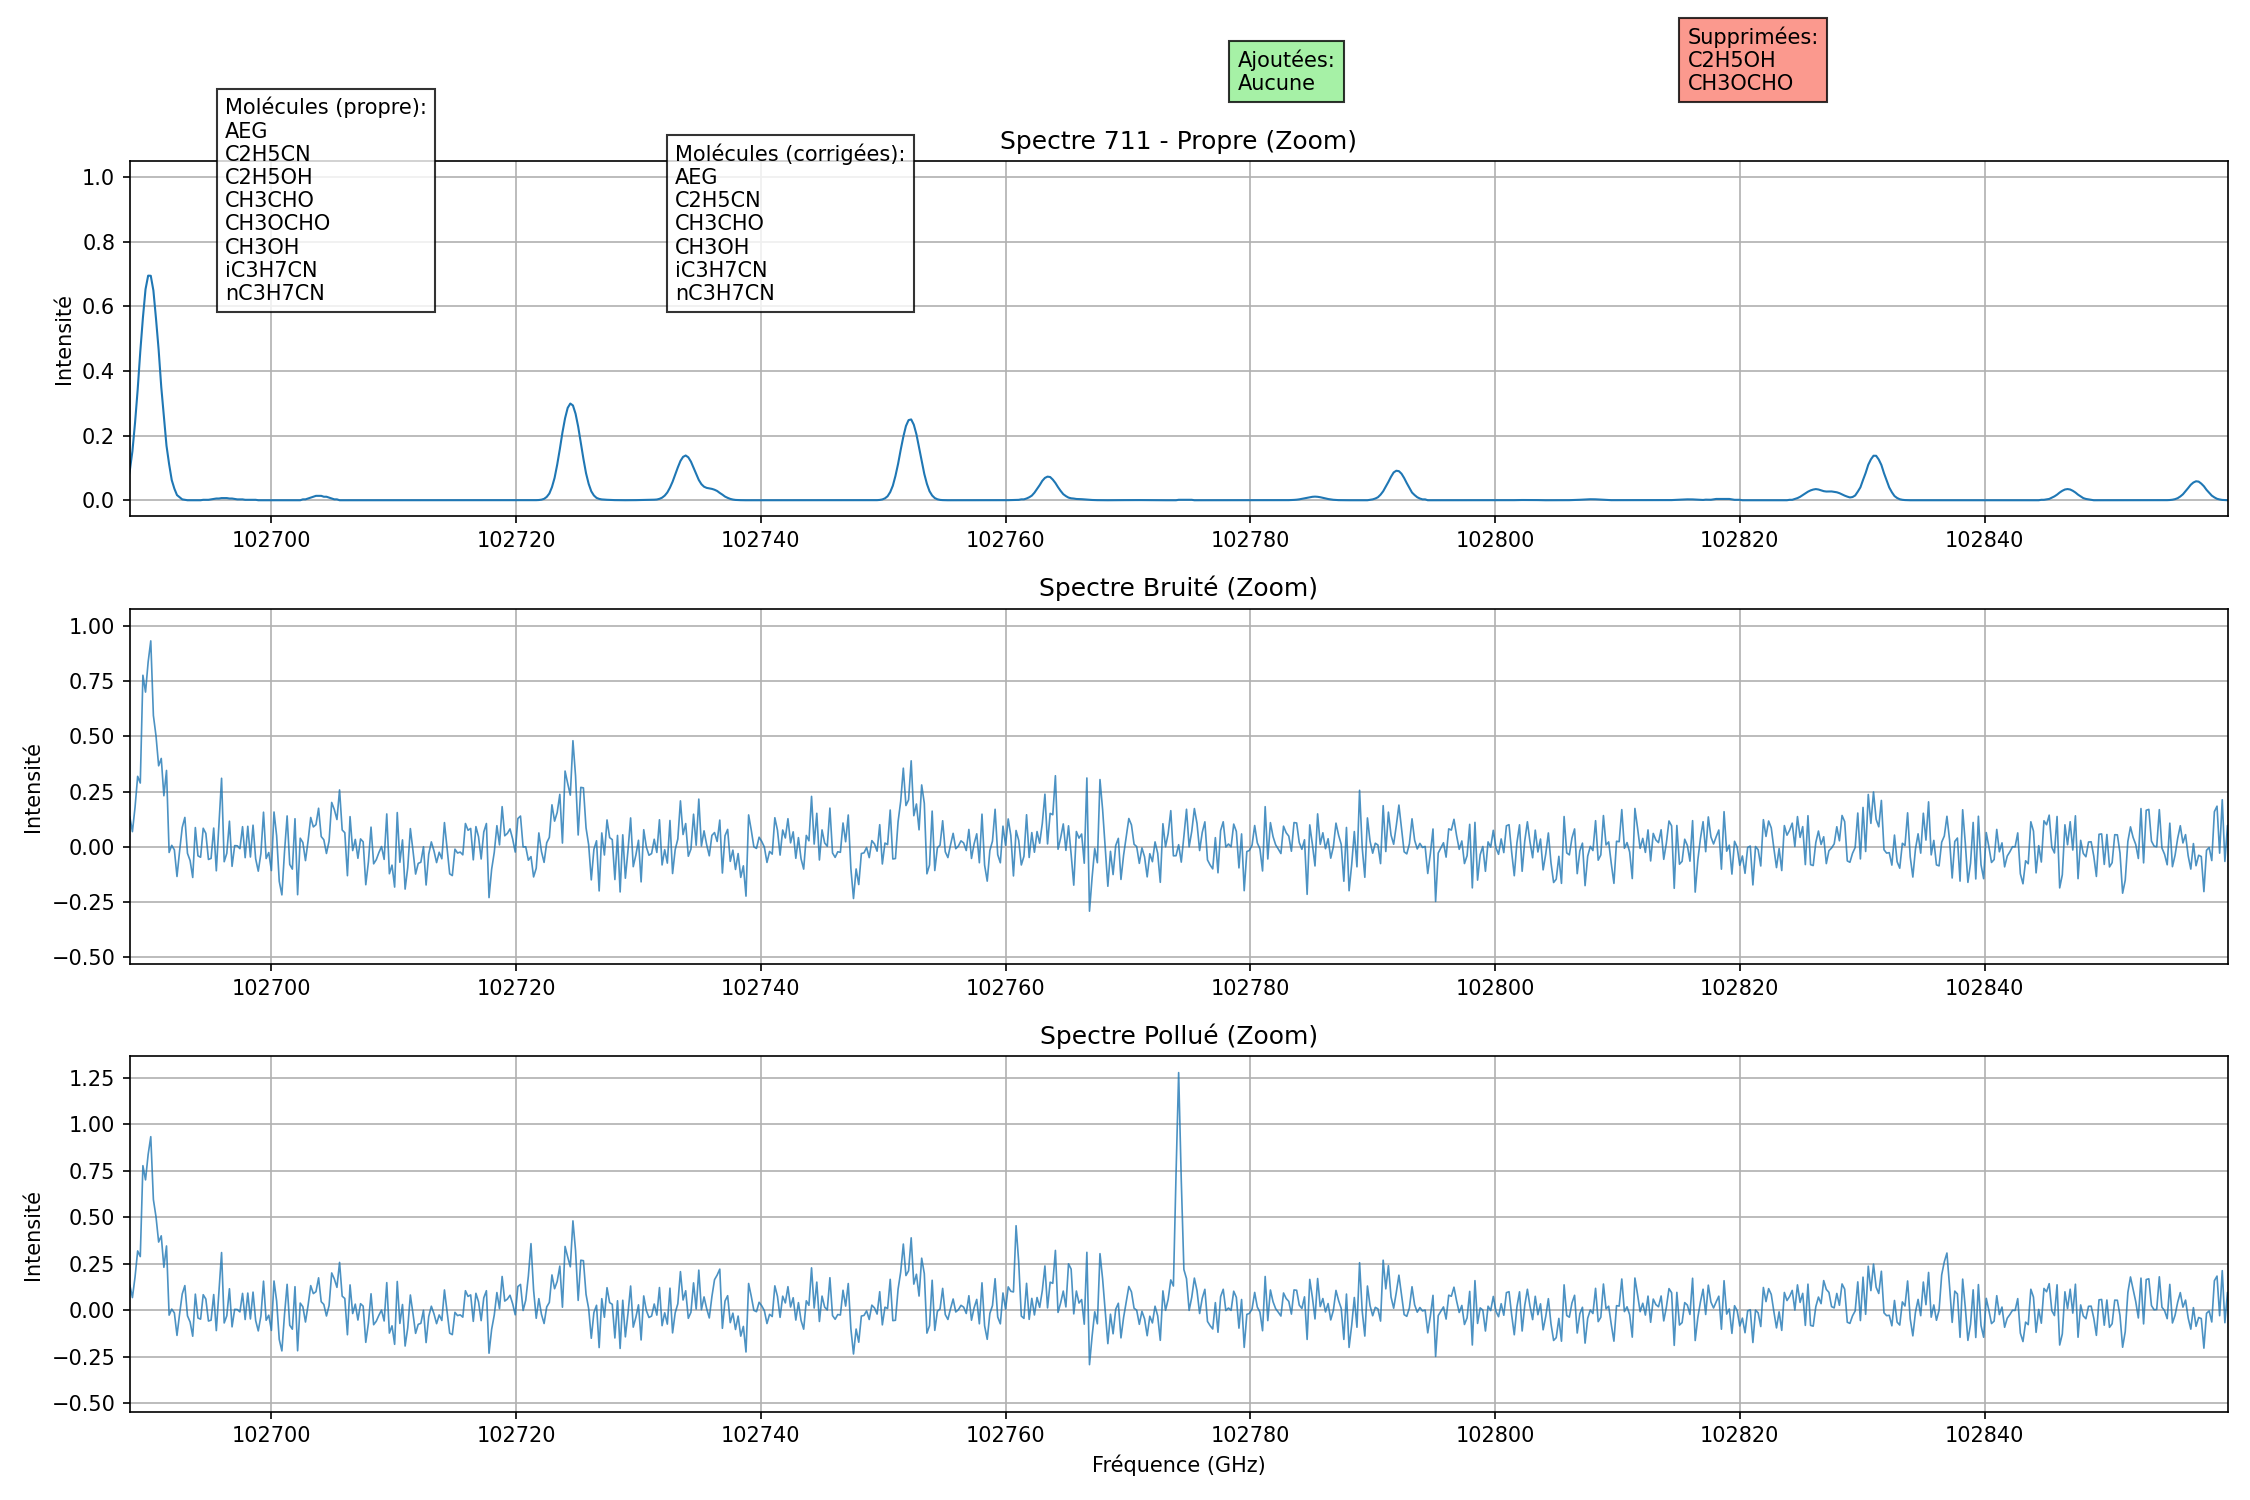 Supprimées:
C2H5OH
CH3OCHO
Ajoutées:
Aucune
Molécules (propre):
AEG
C2H5CN
C2H5OH
CH3CHO
CH3OCHO
CH3OH
iC3H7CN
nC3H7CN
Molécules (corrigées):
AEG
C2H5CN
CH3CHO
CH3OH
iC3H7CN
nC3H7CN
Spectre 711 - Propre (Zoom)
Intensité
1.0
0.8
0.6
0.4
0.2
0.0
102700 102720 102740 102760 102780 102800 102820 102840
Spectre Bruité (Zoom)
Intensité
1.00
0.75
0.50
0.25
0.00
−0.25
−0.50
102700 102720 102740 102760 102780 102800 102820 102840
Spectre Pollué (Zoom)
Intensité
1.25
1.00
0.75
0.50
0.25
0.00
−0.25
−0.50
102700 102720 102740 102760 102780 102800 102820 102840
Fréquence (GHz)